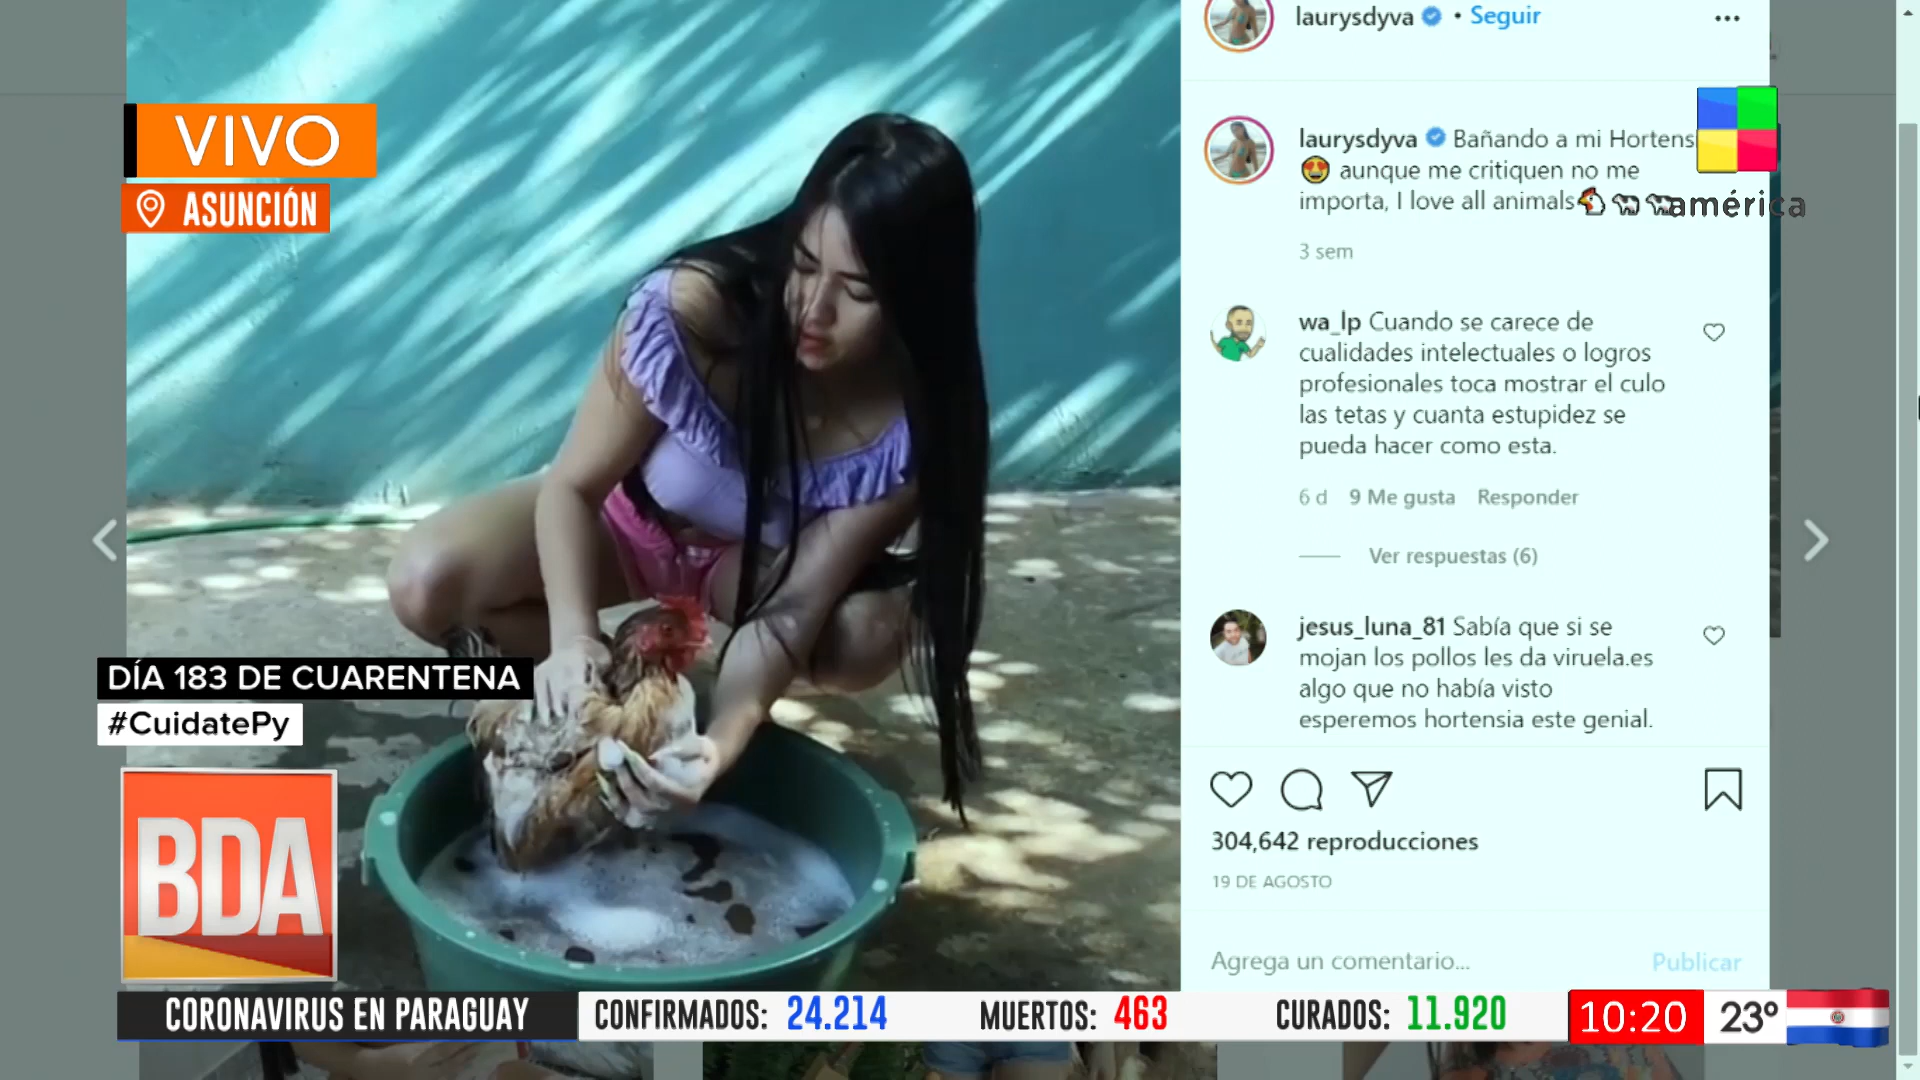 laurysdyva • Seguir
VIVO
ASUNCIÓN
laurysdyva Bañando a mi Hortens
aunque me critiquen no me
importa, I love all animals
américa
3 sem
wa_lp Cuando se carece de
cualidades intelectuales o logros
profesionales toca mostrar el culo
las tetas y cuanta estupidez se
pueda hacer como esta.
6 d 9 Me gusta Responder
Ver respuestas (6)
jesus_luna_81 Sabía que si se
mojan los pollos les da viruela.es
algo que no había visto
esperemos hortensia este genial.
DÍA 183 DE CUARENTENA
#CuidatePy
BDA
304,642 reproducciones
19 DE AGOSTO
Agrega un comentario... Publicar
CORONAVIRUS EN PARAGUAY CONFIRMADOS: 24.214 MUERTOS: 463 CURADOS: 11.920 10:20 23º